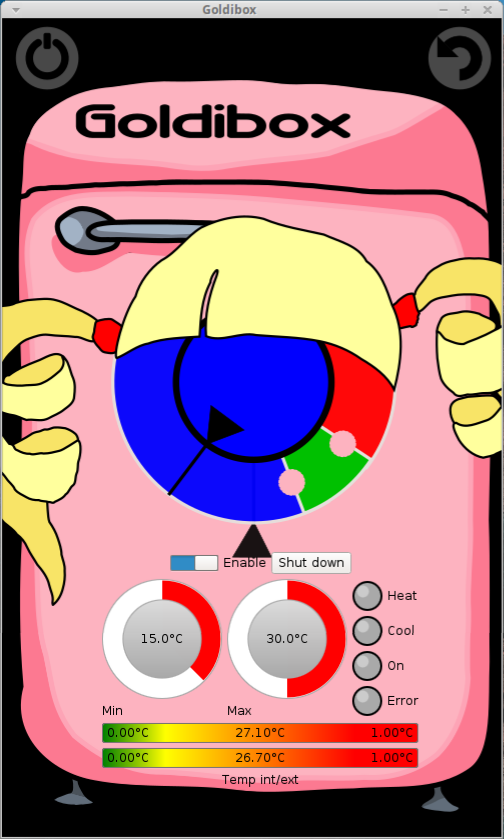 Goldibox
Goldibox
Enable Shut down
15.0°C 30.0°C
Heat
Cool
On
Error
Min Max
0.00°C 27.10°C 1.00°C
0.00°C 26.70°C 1.00°C
Temp int/ext